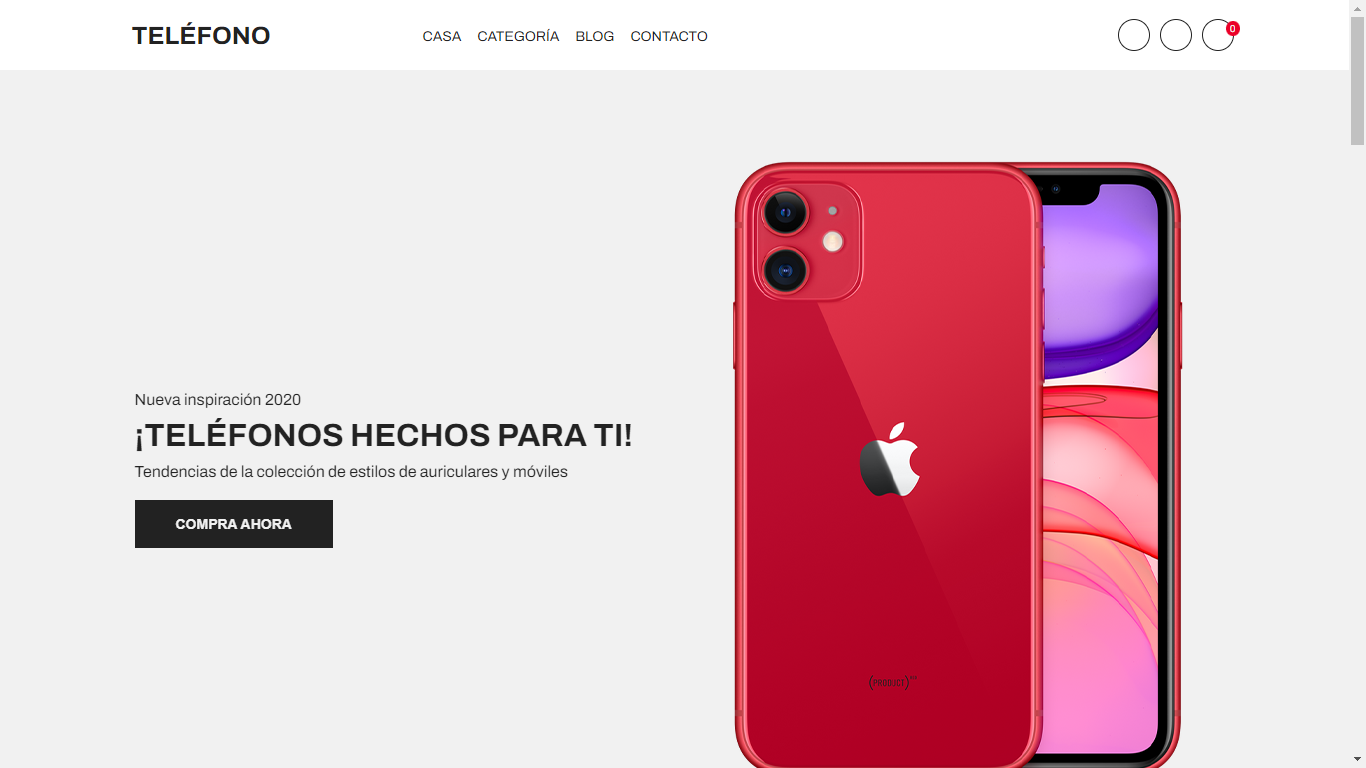 TELÉFONO
CASA CATEGORÍA BLOG CONTACTO
0
Nueva inspiración 2020
¡TELÉFONOS HECHOS PARA TI!
Tendencias de la colección de estilos de auriculares y móviles
COMPRA AHORA
(PRODUCT)